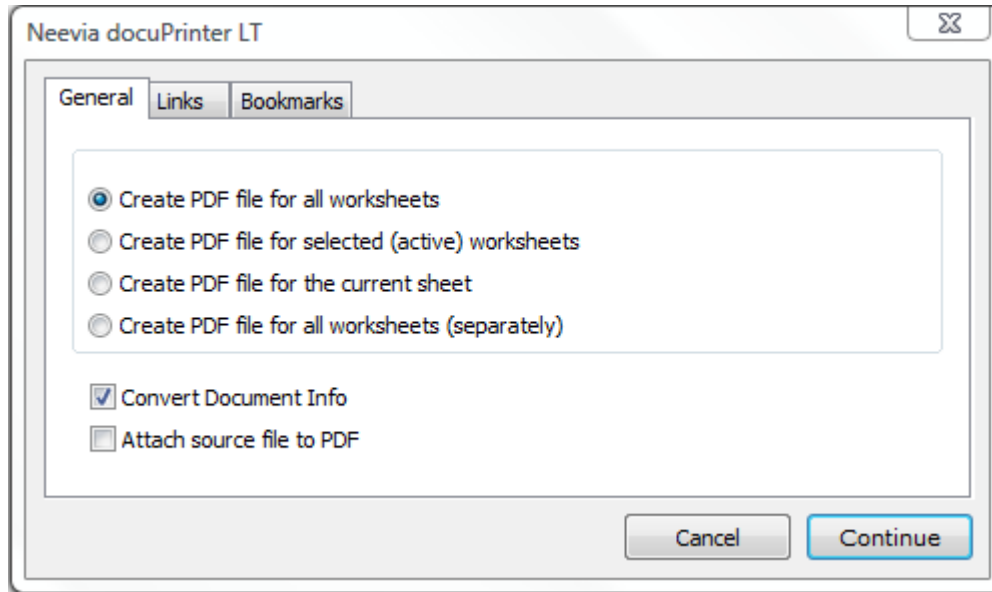 Neevia docuPrinter LT
General Links Bookmarks
Create PDF file for all worksheets
Create PDF file for selected (active) worksheets
Create PDF file for the current sheet
Create PDF file for all worksheets (separately)
Convert Document Info
Attach source file to PDF
Cancel Continue